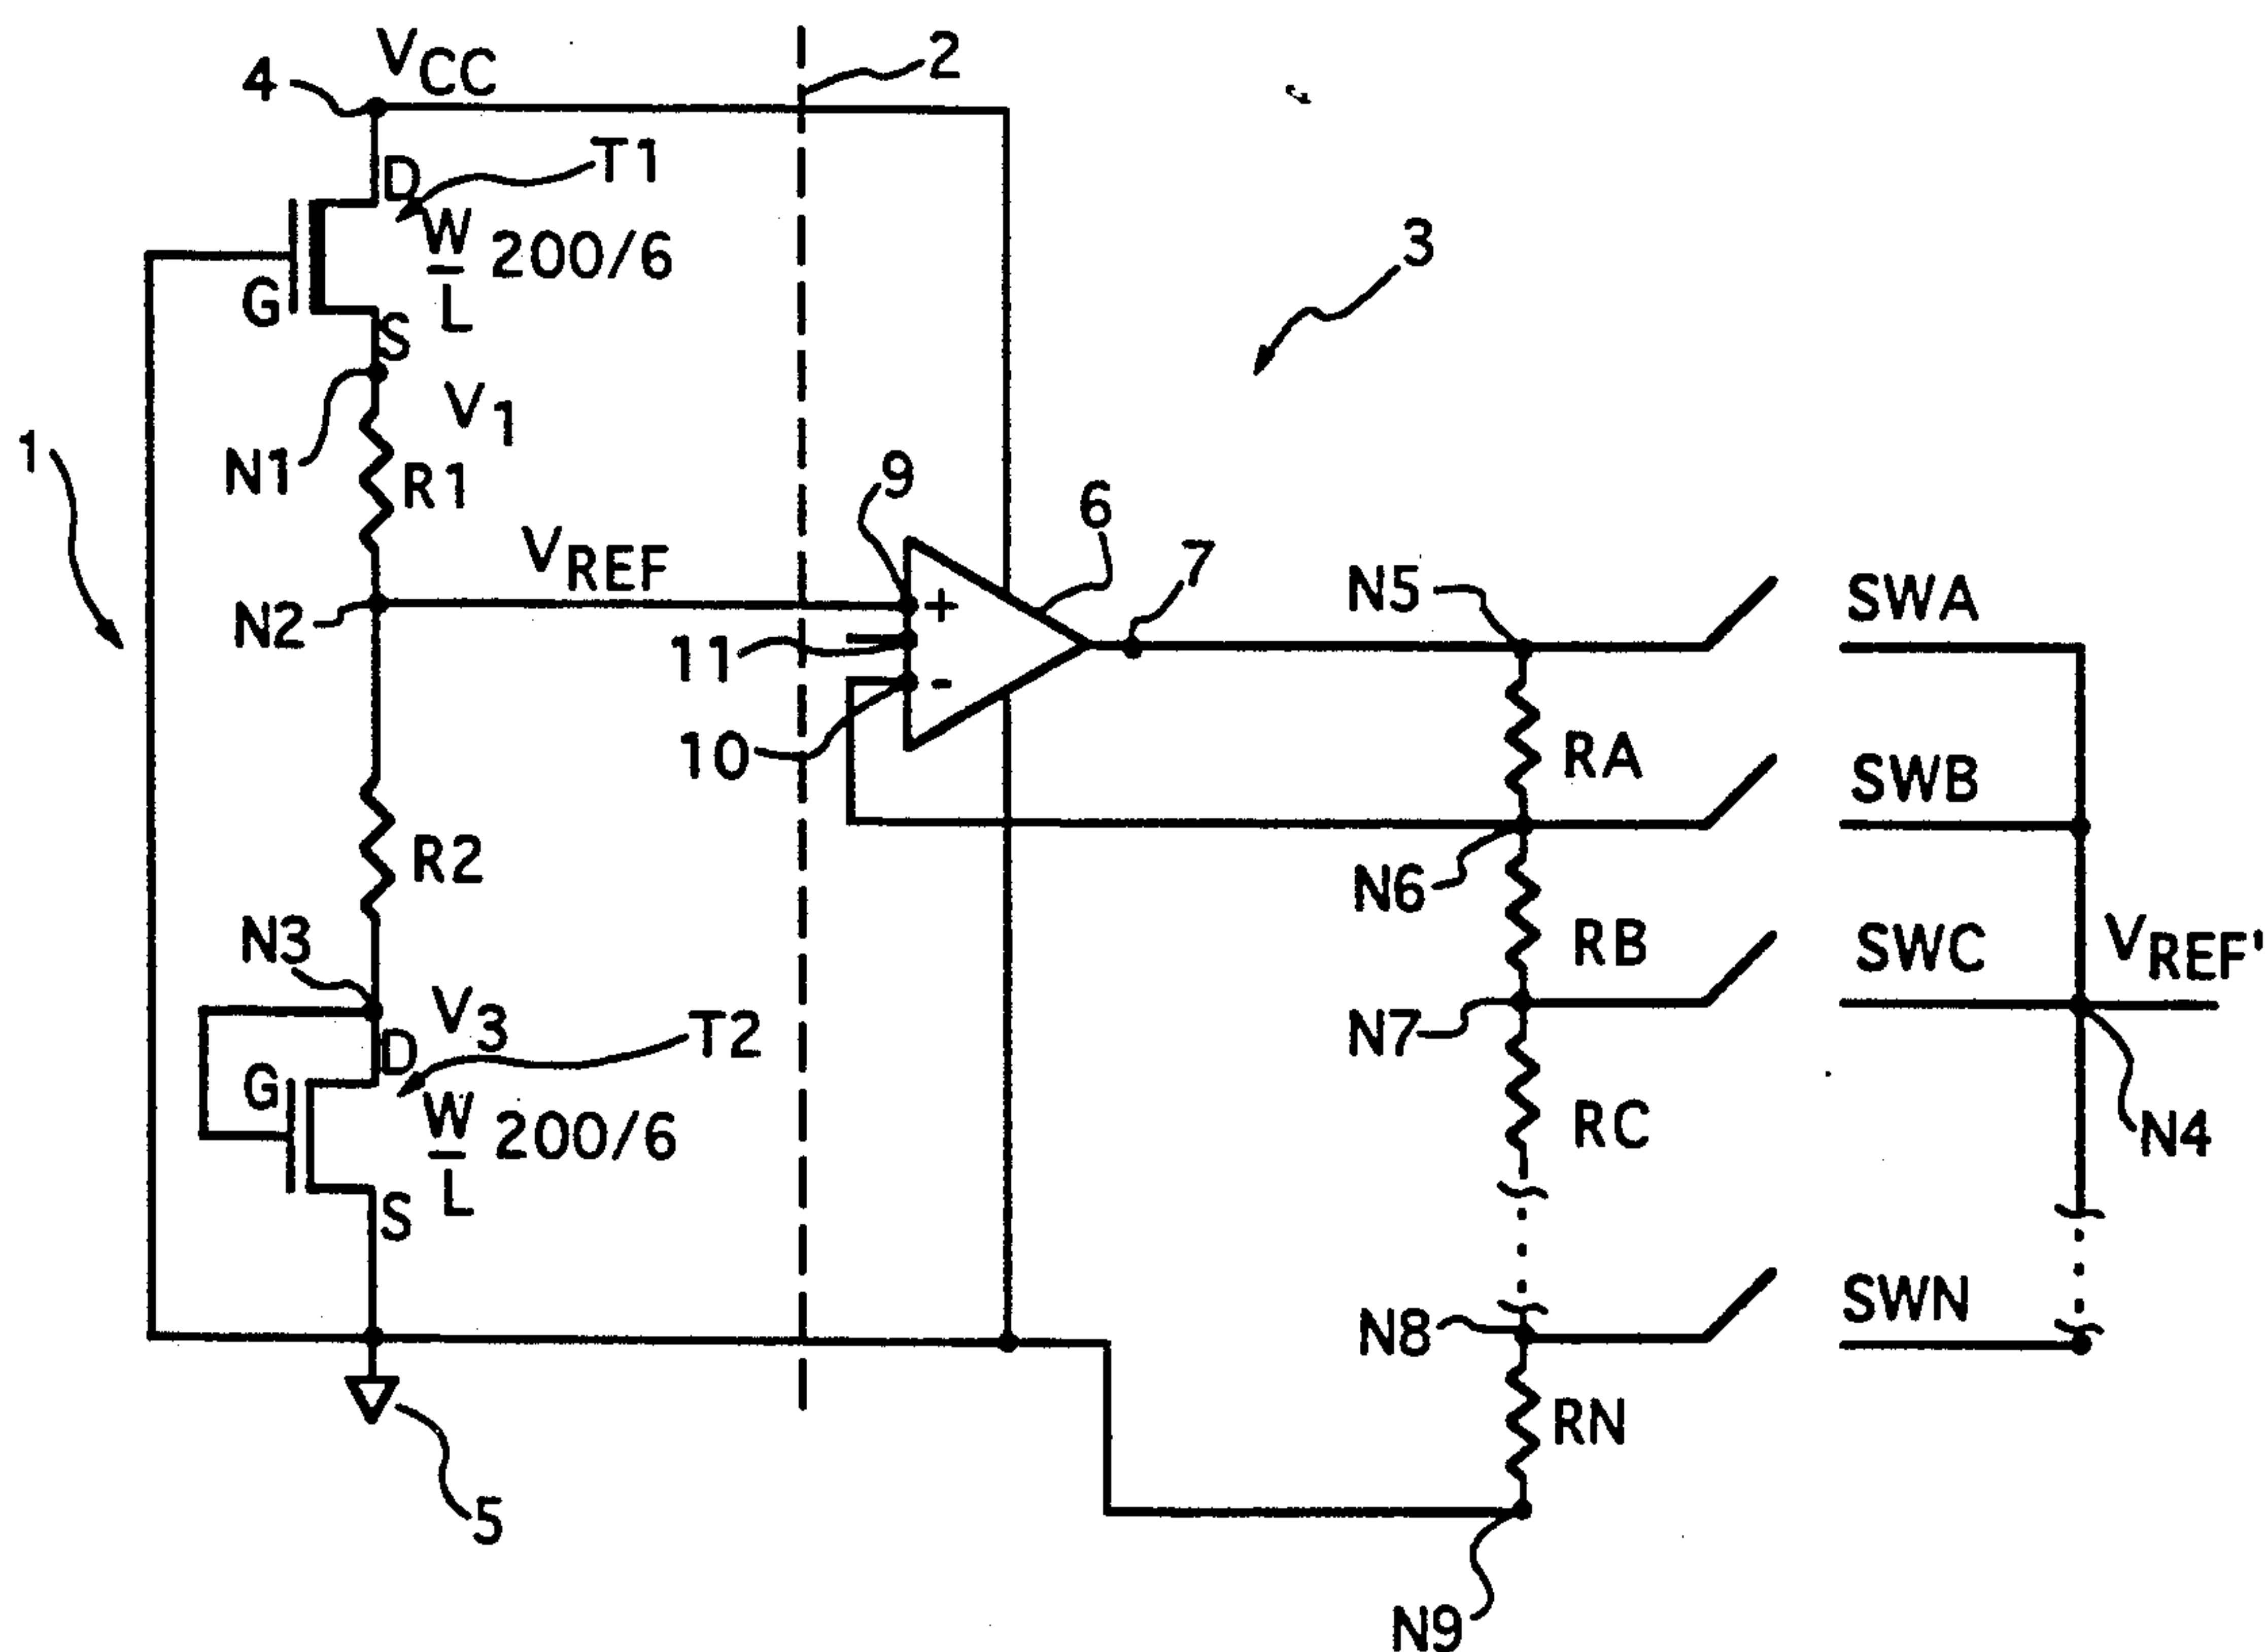 VCC
4
2
D
T1
W
L
200/6
G
S
3
N1
V1
1
R1
9
6
VREF
7
N5
SWA
N2
+
11
-
10
RA
SWB
R2
N6
N3
RB
SWC
VREF'
V3
N7
D
T2
G
RC
W
L
200/6
N4
S
SWN
N8
RN
5
N9